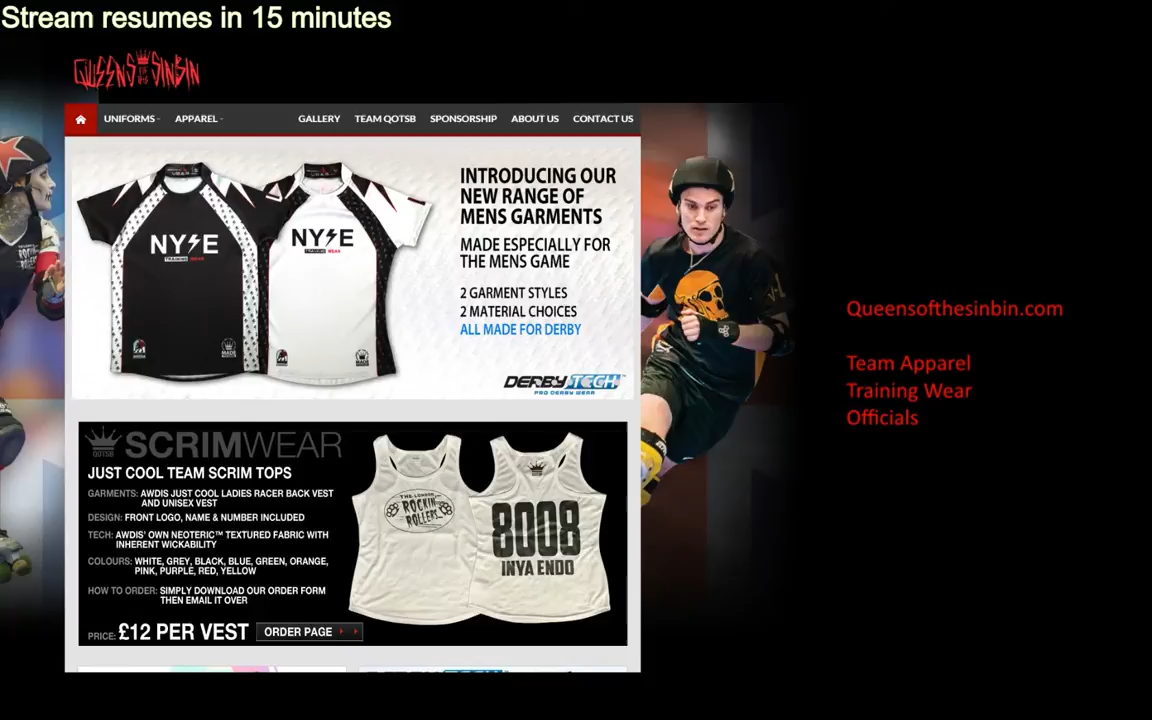 Stream resumes in 15 minutes
QUEENS OF THE SINBIN
UNIFORMS
APPAREL
GALLERY
TEAM QOTSB
SPONSORSHIP
ABOUT US
CONTACT US
NYE
TRAINING WEAR
NYE
TRAINING WEAR
INTRODUCING OUR
NEW RANGE OF
MENS GARMENTS
MADE ESPECIALLY FOR
THE MENS GAME
2 GARMENT STYLES
2 MATERIAL CHOICES
ALL MADE FOR DERBY
DERBY TECH
PRO DERBY WEAR
QOTSB
SCRIMWEAR
JUST COOL TEAM SCRIM TOPS
GARMENTS: AWDIS JUST COOL LADIES RACER BACK VEST
AND UNISEX VEST
DESIGN: FRONT LOGO, NAME & NUMBER INCLUDED
TECH: AWDIS' OWN NEOTERIC™ TEXTURED FABRIC WITH
INHERENT WICKABILITY
COLOURS: WHITE, GREY, BLACK, BLUE, GREEN, ORANGE,
PINK, PURPLE, RED, YELLOW
HOW TO ORDER: SIMPLY DOWNLOAD OUR ORDER FORM
THEN EMAIL IT OVER
PRICE: £12 PER VEST
ORDER PAGE
THE LONDON
ROCKIN
ROLLERS
8008
INYA ENDO
Queensofthesinbin.com
Team Apparel
Training Wear
Officials